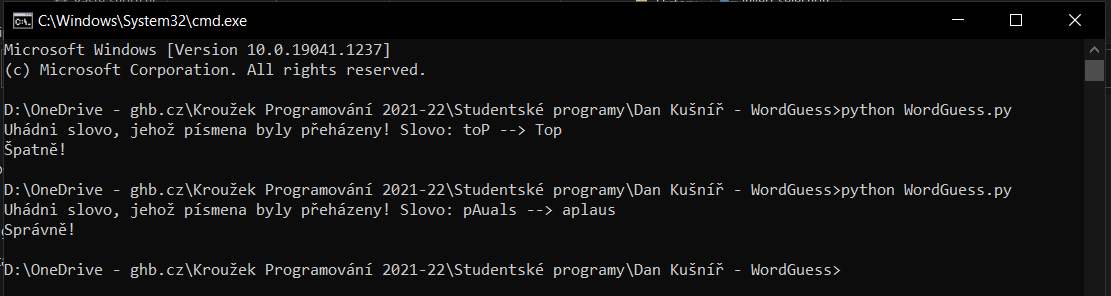 C:\Windows\System32\cmd.exe
Microsoft Windows [Version 10.0.19041.1237]
(c) Microsoft Corporation. All rights reserved.
D:\OneDrive - ghb.cz\Kroužek Programování 2021-22\Studentské programy\Dan Kušníř - WordGuess>python WordGuess.py
Uhádni slovo, jehož písmena byly přeházeny! Slovo: toP --> Top
Špatně!
D:\OneDrive - ghb.cz\Kroužek Programování 2021-22\Studentské programy\Dan Kušníř - WordGuess>python WordGuess.py
Uhádni slovo, jehož písmena byly přeházeny! Slovo: pAuals --> aplaus
Správně!
D:\OneDrive - ghb.cz\Kroužek Programování 2021-22\Studentské programy\Dan Kušníř - WordGuess>